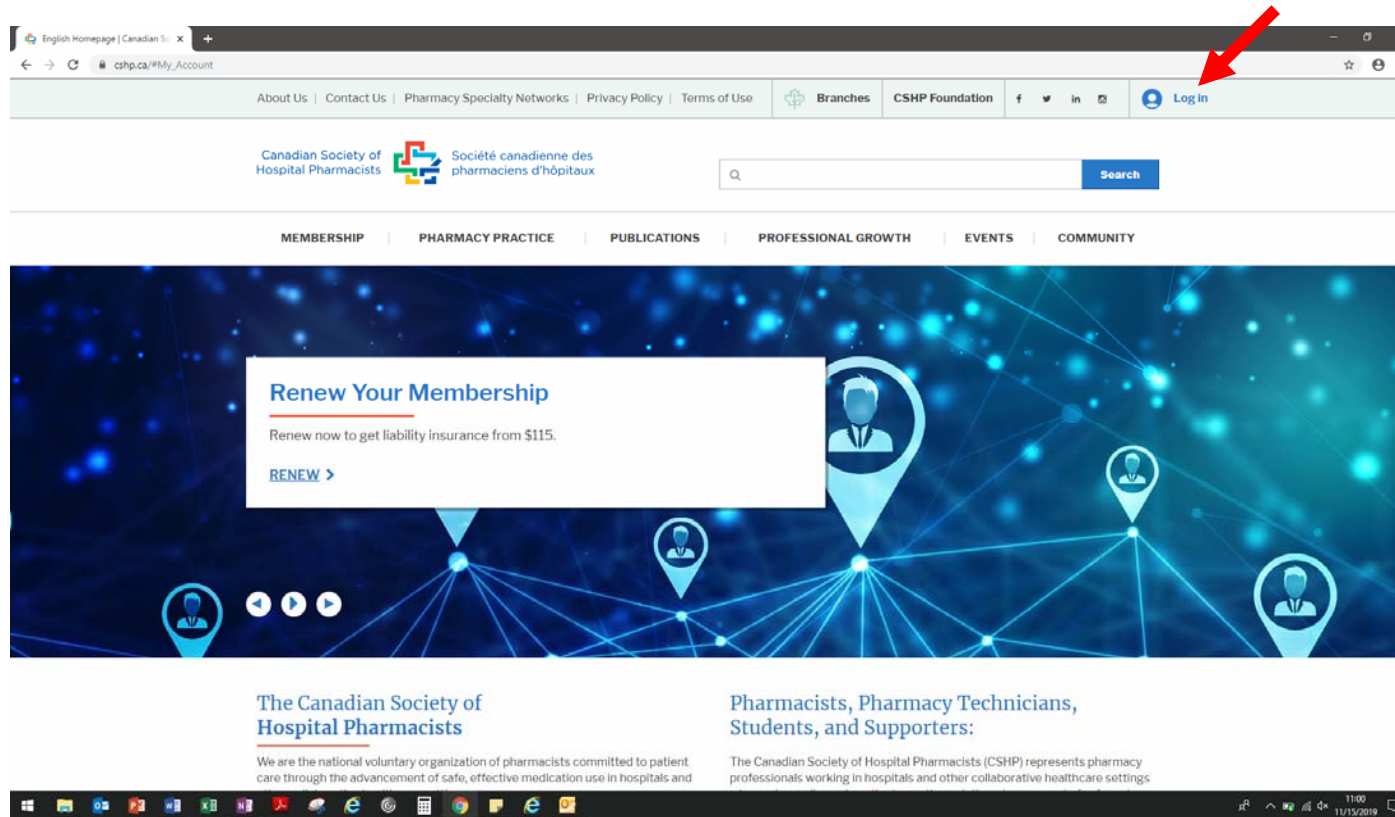 English Homepage | Canadian So
cshp.ca/#My_Account
About Us | Contact Us | Pharmacy Specialty Networks | Privacy Policy | Terms of Use
Branches
CSHP Foundation
Log in
Canadian Society of
Hospital Pharmacists
Société canadienne des
pharmaciens d'hôpitaux
Search
MEMBERSHIP | PHARMACY PRACTICE | PUBLICATIONS | PROFESSIONAL GROWTH | EVENTS | COMMUNITY
Renew Your Membership
Renew now to get liability insurance from $115.
RENEW >
The Canadian Society of
Hospital Pharmacists
We are the national voluntary organization of pharmacists committed to patient
care through the advancement of safe, effective medication use in hospitals and
Pharmacists, Pharmacy Technicians,
Students, and Supporters:
The Canadian Society of Hospital Pharmacists (CSHP) represents pharmacy
professionals working in hospitals and other collaborative healthcare settings
11:00
11/15/2019